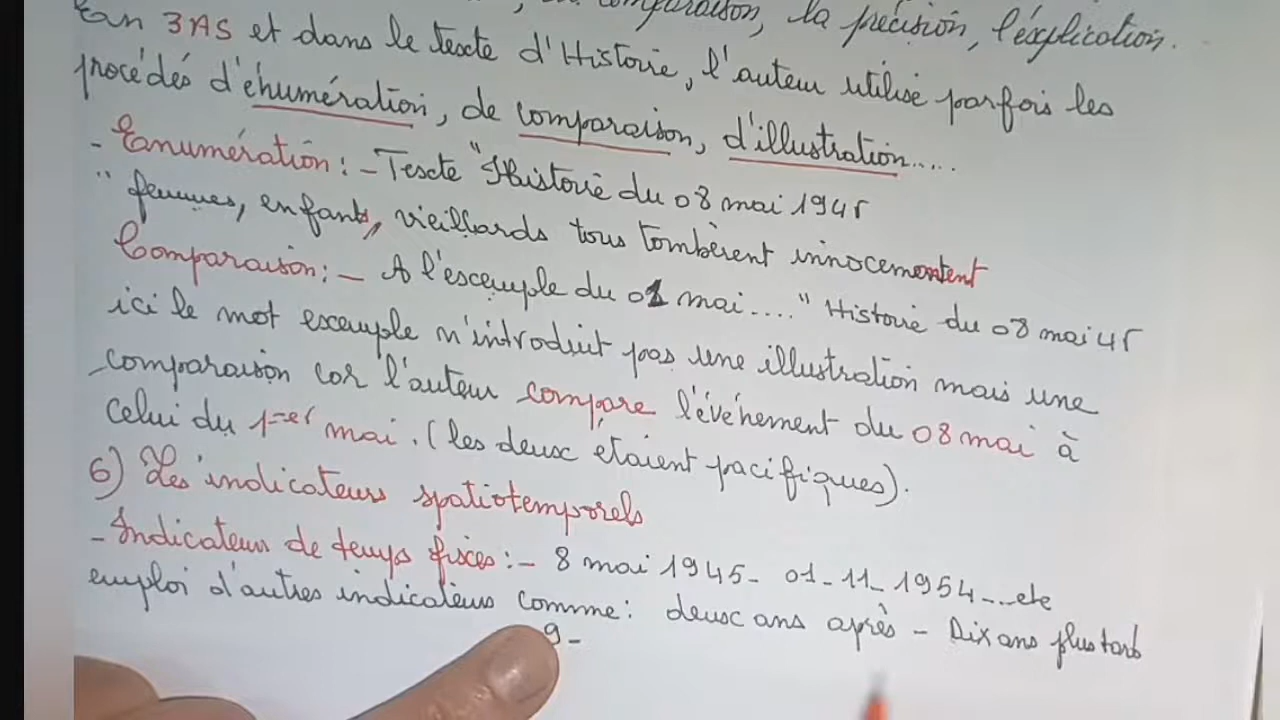 la comparaison, la précision, l'éxplication.
En 3AS et dans le texte d'Histoire, l'auteur utilise parfois les
procédés d'énumération, de comparaison, d'illustration....
- Enumération : - Texte "Histoire du 08 mai 1945
" femmes, enfants, vieillards tous tombèrent innocemontent
Comparaison : - A l'exemple du 01 mai...." Histoire du 08 mai 45
ici le mot exemple n'introduit pas une illustration mais une
comparaison car l'auteur compare l'événement du 08 mai à
celui du 1er mai. (les deux étaient pacifiques).
6) Les indicateurs spatiotemporels
- Indicateurs de temps fixes : - 8 mai 1945 - 01-11-1954....etc
emploi d'autres indicateurs comme : deux ans après - Dix ans plus tard
9-